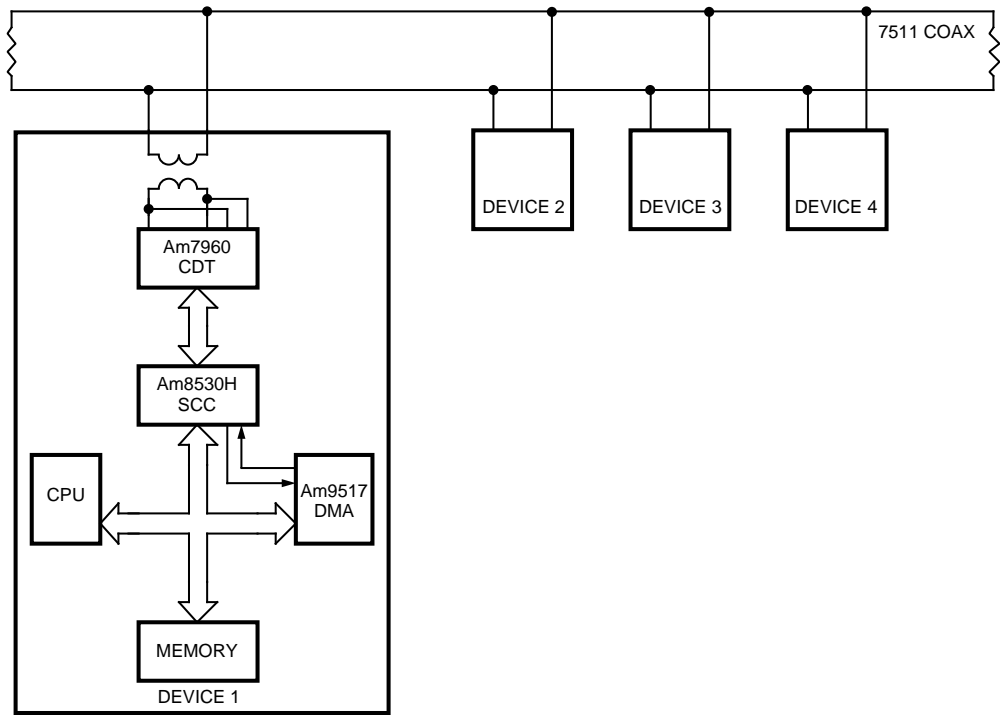 7511 COAX
DEVICE 2
DEVICE 3
DEVICE 4
Am7960
CDT
Am8530H
SCC
CPU
Am9517
DMA
MEMORY
DEVICE 1